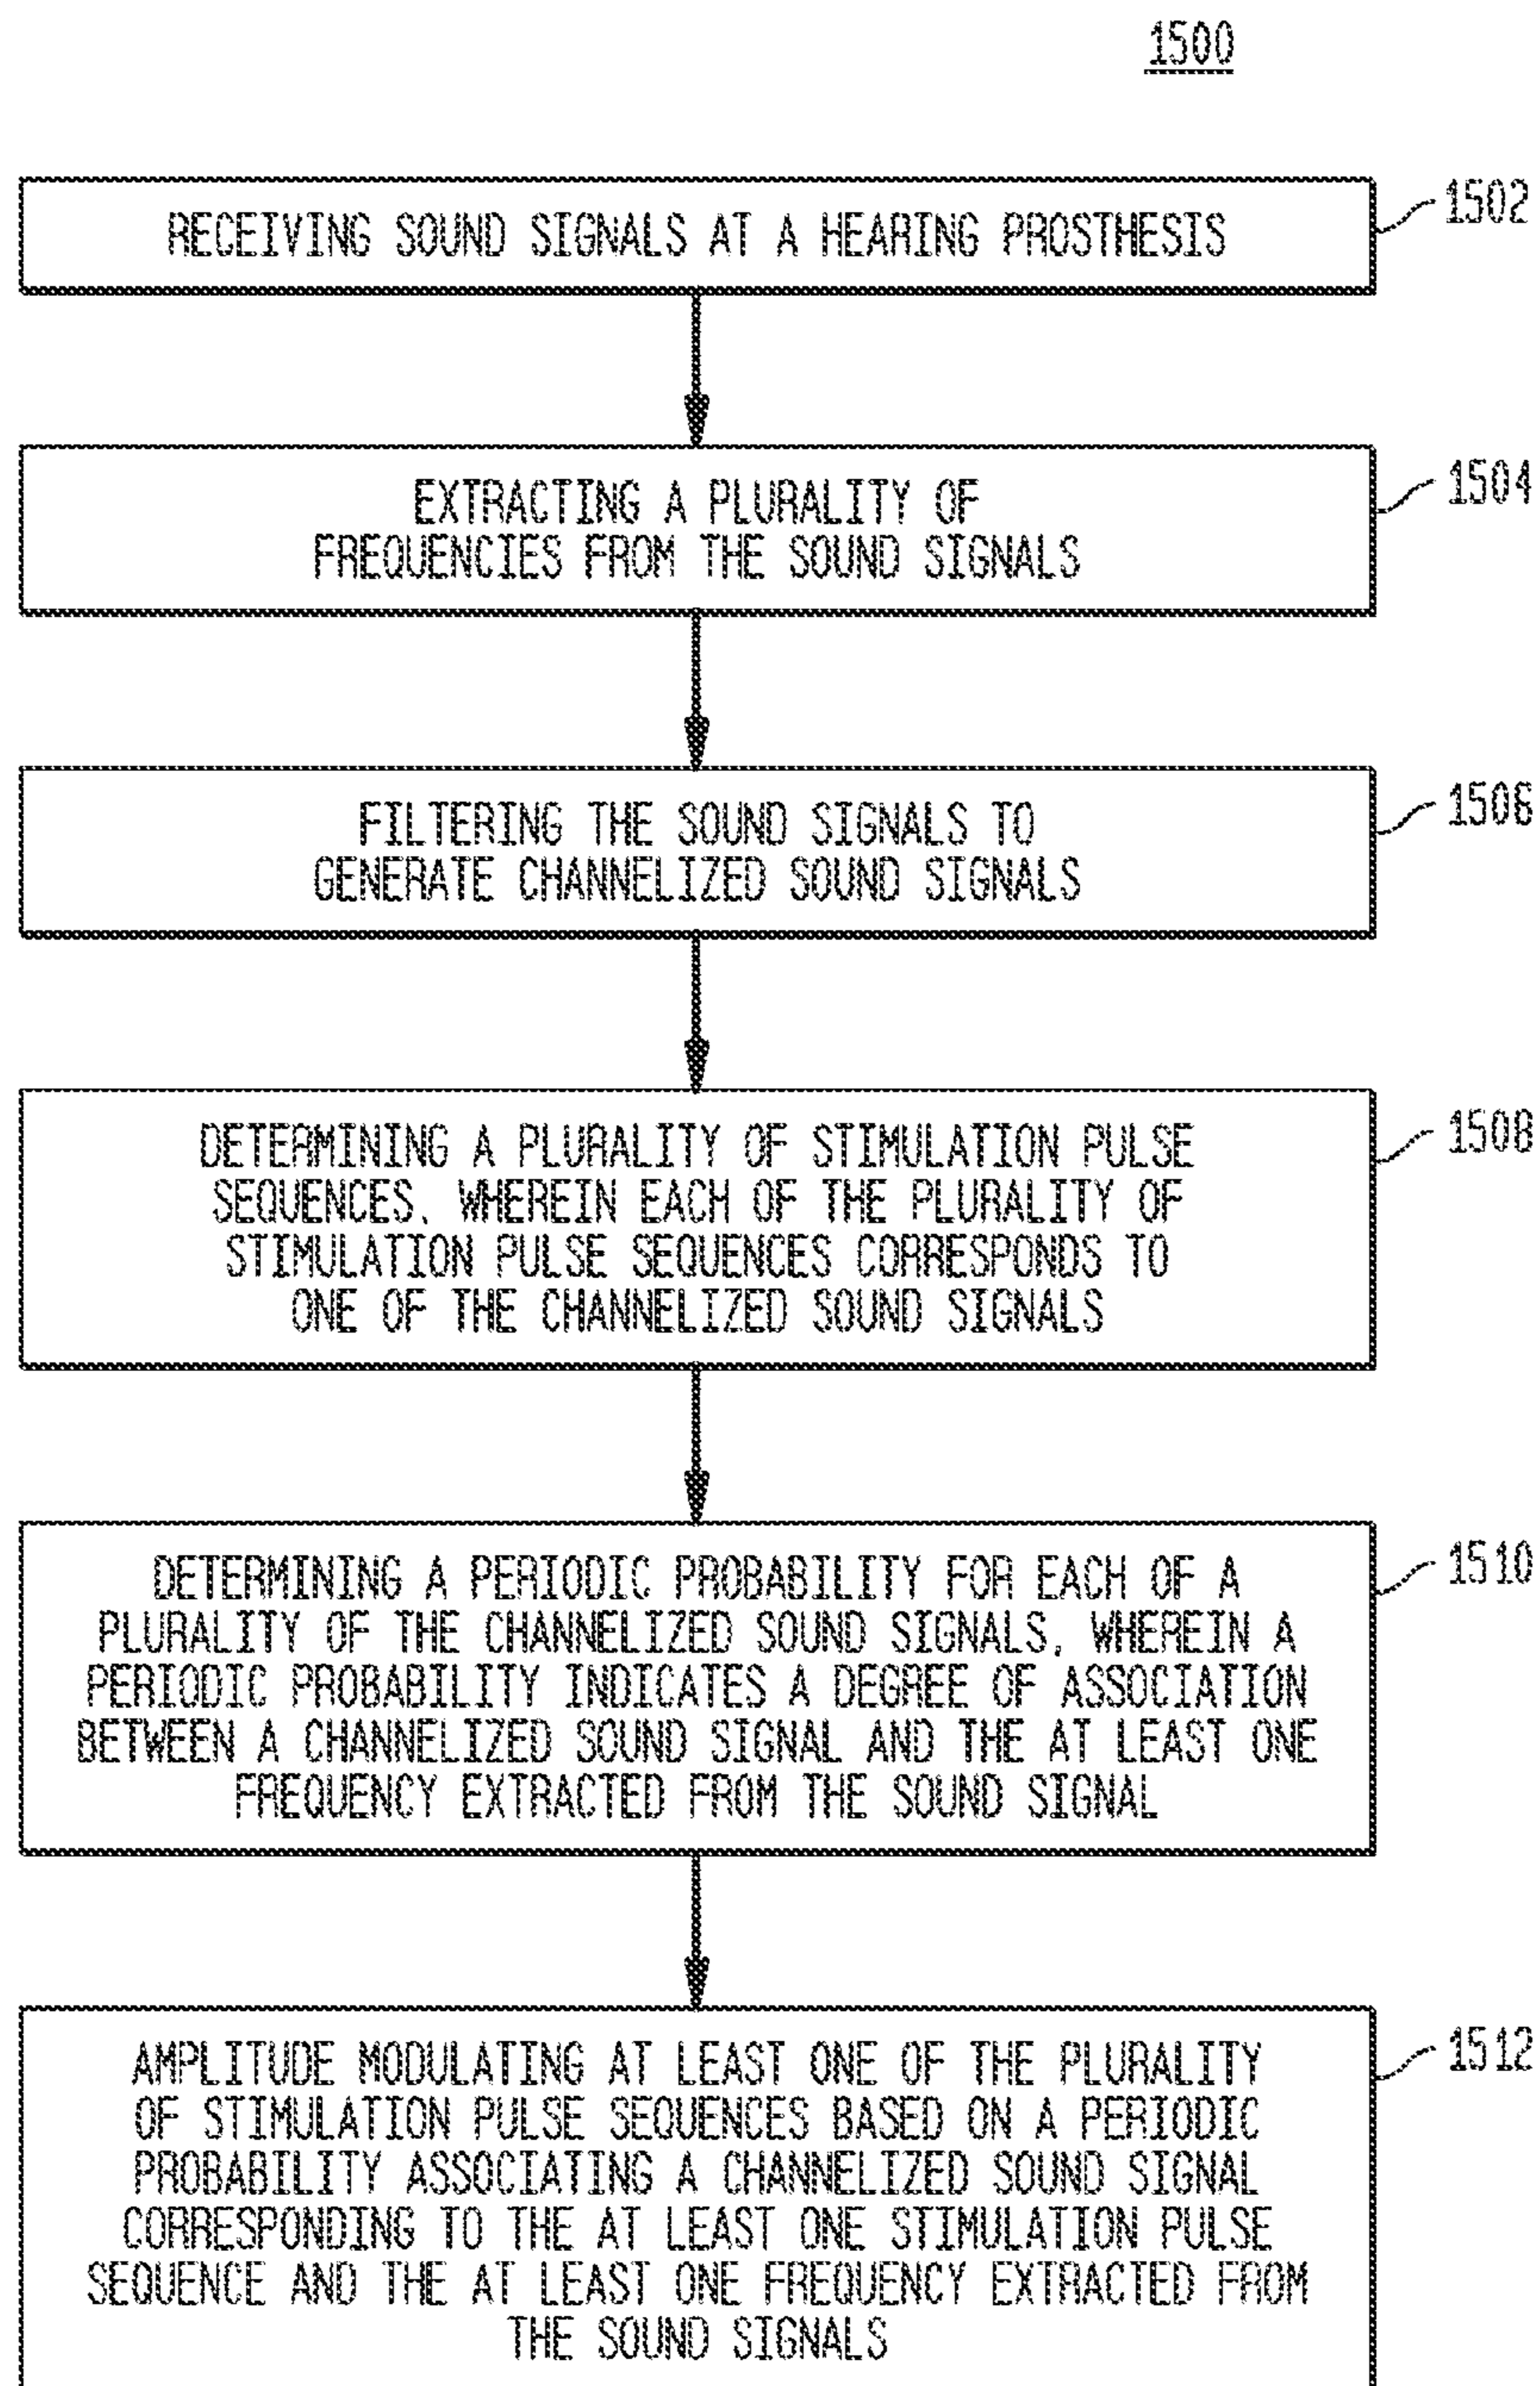 1500
RECEIVING SOUND SIGNALS AT A HEARING PROSTHESIS
1502
EXTRACTING A PLURALITY OF
FREQUENCIES FROM THE SOUND SIGNALS
1504
FILTERING THE SOUND SIGNALS TO
GENERATE CHANNELIZED SOUND SIGNALS
1506
DETERMINING A PLURALITY OF STIMULATION PULSE
SEQUENCES, WHEREIN EACH OF THE PLURALITY OF
STIMULATION PULSE SEQUENCES CORRESPONDS TO
ONE OF THE CHANNELIZED SOUND SIGNALS
1508
DETERMINING A PERIODIC PROBABILITY FOR EACH OF A
PLURALITY OF THE CHANNELIZED SOUND SIGNALS, WHEREIN A
PERIODIC PROBABILITY INDICATES A DEGREE OF ASSOCIATION
BETWEEN A CHANNELIZED SOUND SIGNAL AND THE AT LEAST ONE
FREQUENCY EXTRACTED FROM THE SOUND SIGNAL
1510
AMPLITUDE MODULATING AT LEAST ONE OF THE PLURALITY
OF STIMULATION PULSE SEQUENCES BASED ON A PERIODIC
PROBABILITY ASSOCIATING A CHANNELIZED SOUND SIGNAL
CORRESPONDING TO THE AT LEAST ONE STIMULATION PULSE
SEQUENCE AND THE AT LEAST ONE FREQUENCY EXTRACTED FROM
THE SOUND SIGNALS
1512